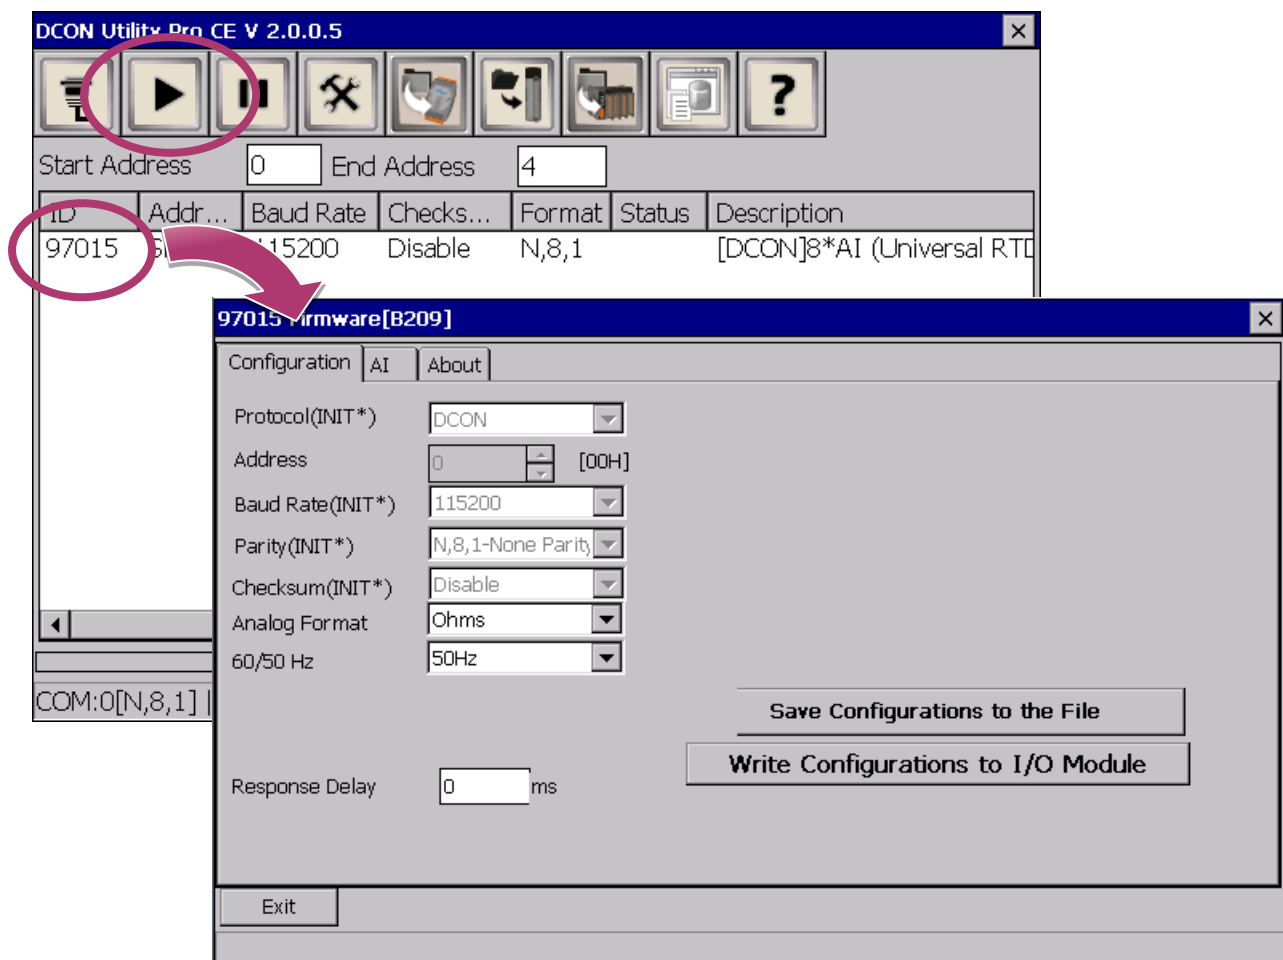 DCON Utility Pro CE V 2.0.0.5
?
Start Address 0 End Address 4
ID Addr... Baud Rate Checks... Format Status Description
97015 115200 Disable N,8,1 [DCON]8*AI (Universal RTD
97015 Firmware[B209]
Configuration AI About
Protocol(INIT*) DCON
Address 0 [00H]
Baud Rate(INIT*) 115200
Parity(INIT*) N,8,1-None Parity
Checksum(INIT*) Disable
Analog Format Ohms
60/50 Hz 50Hz
COM:0[N,8,1] |
Save Configurations to the File
Write Configurations to I/O Module
Response Delay 0 ms
Exit